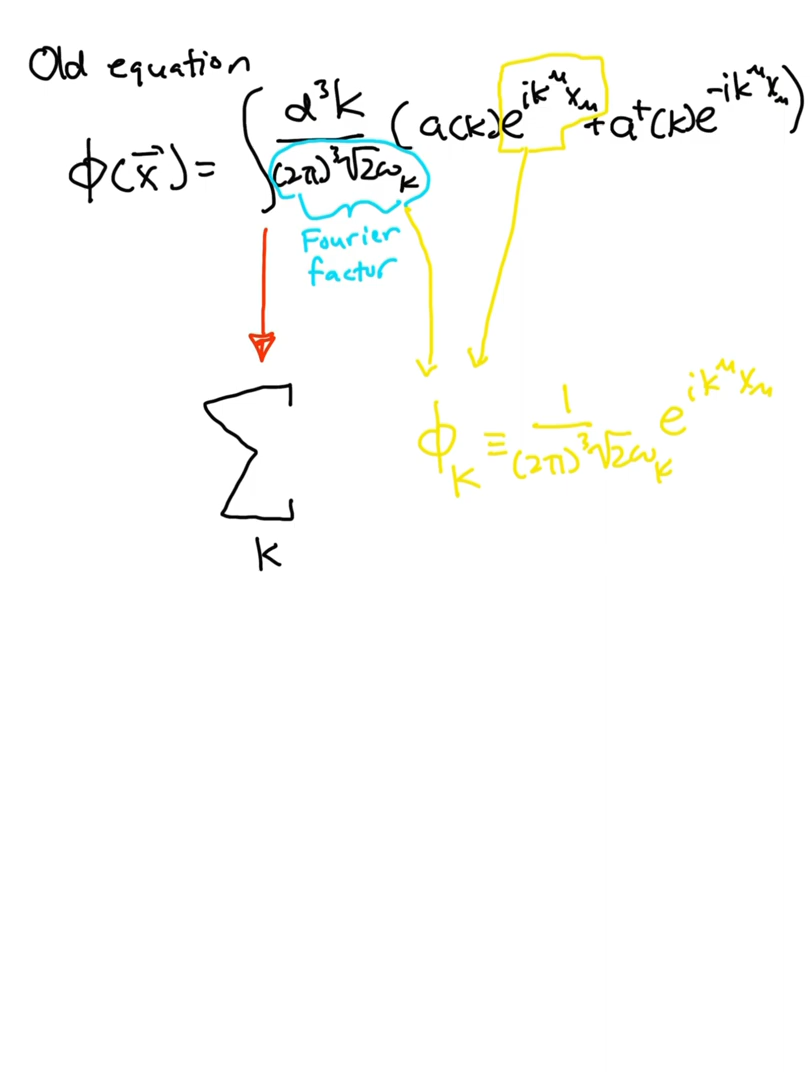 Old equation
ϕ(x⃗) = ∫ d³k / (2π)³√2ω_k (a(k)e^{ik^μx_μ} + a†(k)e^{-ik^μx_μ})
Fourier
factor
∑_k
ϕ_k ≡ 1 / (2π)³√2ω_k e^{ik^μx_μ}